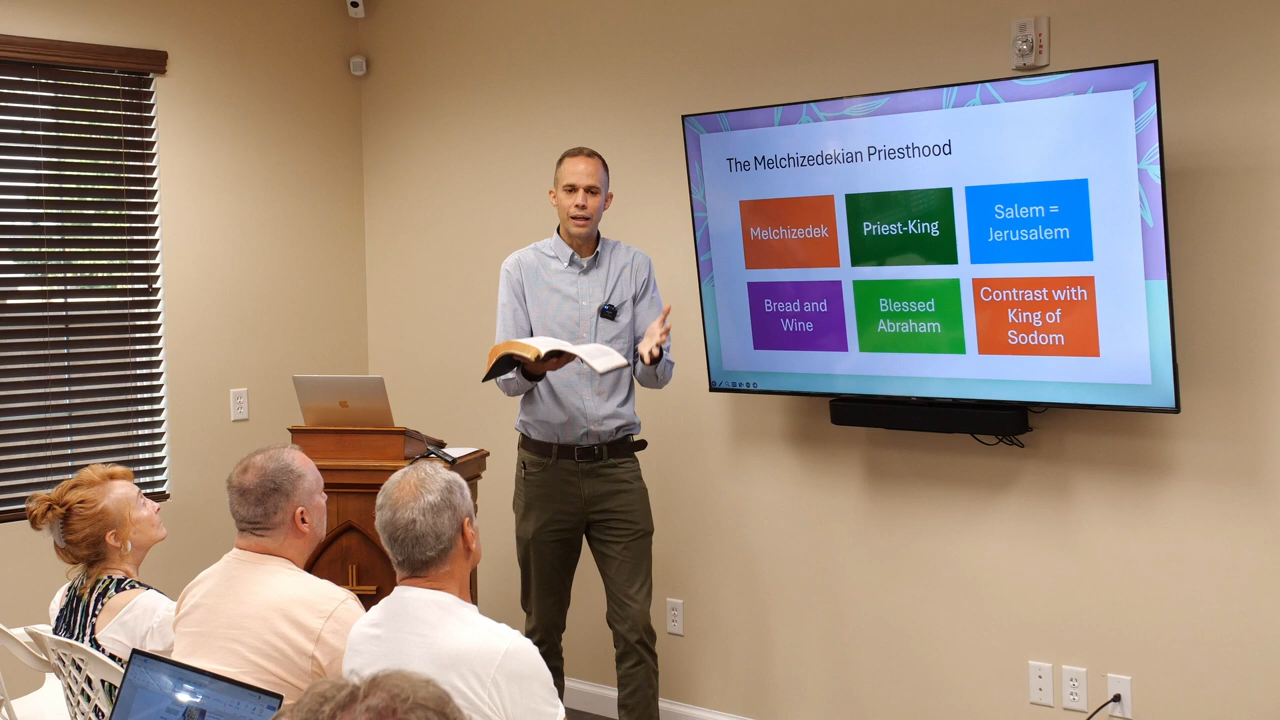 FIRE
The Melchizedekian Priesthood
Melchizedek
Priest-King
Salem =
Jerusalem
Bread and
Wine
Blessed
Abraham
Contrast with
King of
Sodom